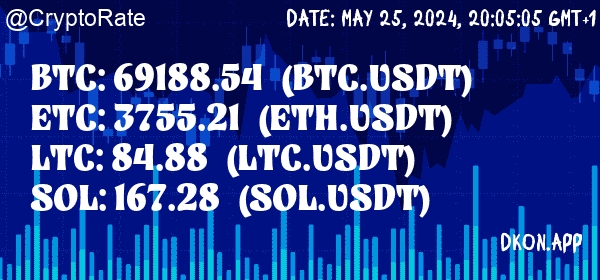 @CryptoRate
DATE: MAY 25, 2024, 20:05:05 GMT+1
BTC: 69188.54 (BTC.USDT)
ETC: 3755.21 (ETH.USDT)
LTC: 84.88 (LTC.USDT)
SOL: 167.28 (SOL.USDT)
DKON.APP